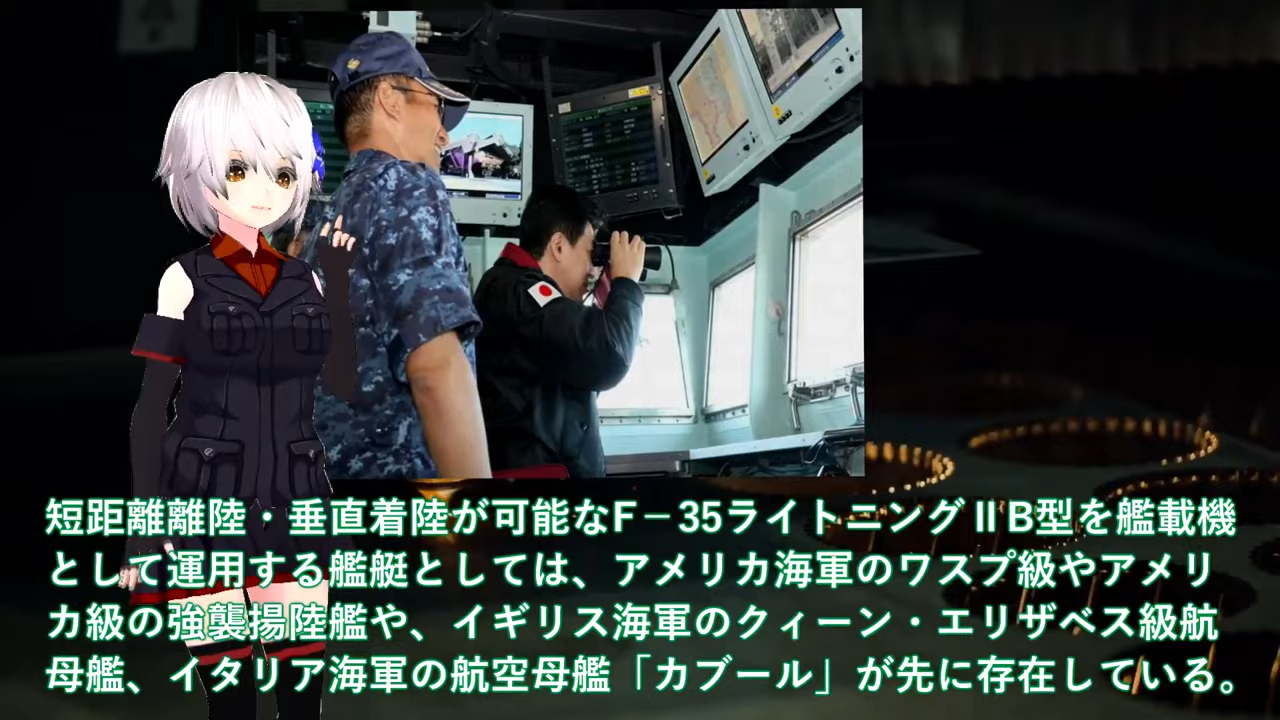 短距離離陸・垂直着陸が可能なF－35ライトニングⅡB型を艦載機
として運用する艦艇としては、アメリカ海軍のワスプ級やアメリ
カ級の強襲揚陸艦や、イギリス海軍のクィーン・エリザベス級航
母艦、イタリア海軍の航空母艦「カブール」が先に存在している。